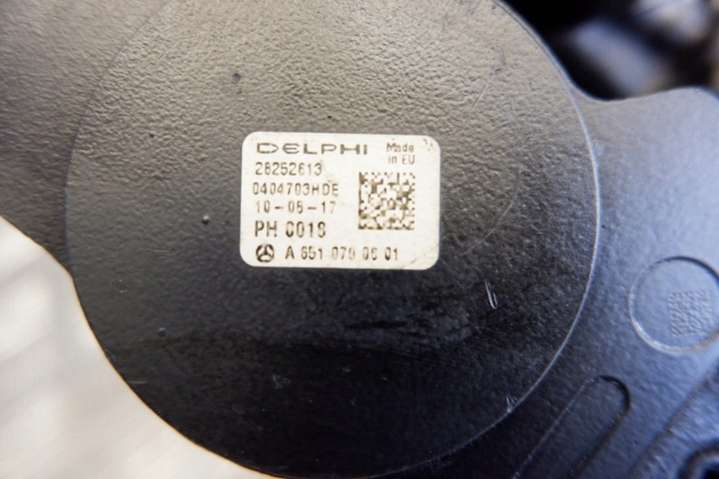 DELPHI Made in EU
28252613
0404703HDE
10-05-17
PH 0018
A 651 070 06 01